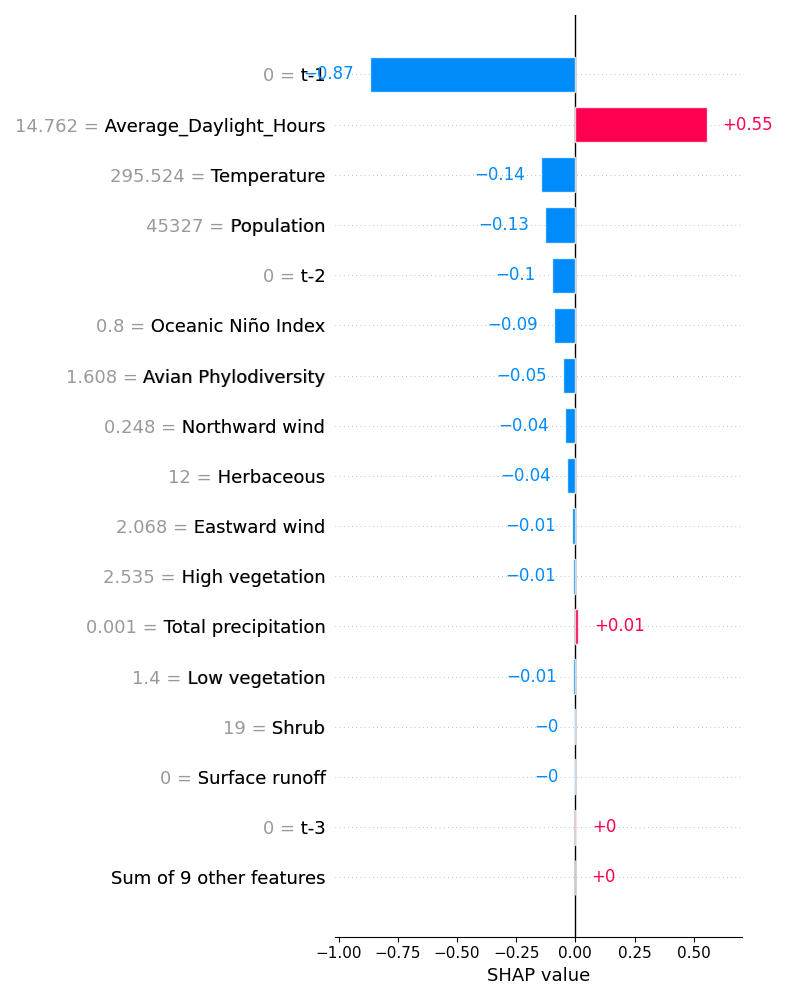 0 = t-1 −0.87
14.762 = Average_Daylight_Hours +0.55
295.524 = Temperature −0.14
45327 = Population −0.13
0 = t-2 −0.1
0.8 = Oceanic Niño Index −0.09
1.608 = Avian Phylodiversity −0.05
0.248 = Northward wind −0.04
12 = Herbaceous −0.04
2.068 = Eastward wind −0.01
2.535 = High vegetation −0.01
0.001 = Total precipitation +0.01
1.4 = Low vegetation −0.01
19 = Shrub −0
0 = Surface runoff −0
0 = t-3 +0
Sum of 9 other features +0
−1.00 −0.75 −0.50 −0.25 0.00 0.25 0.50
SHAP value